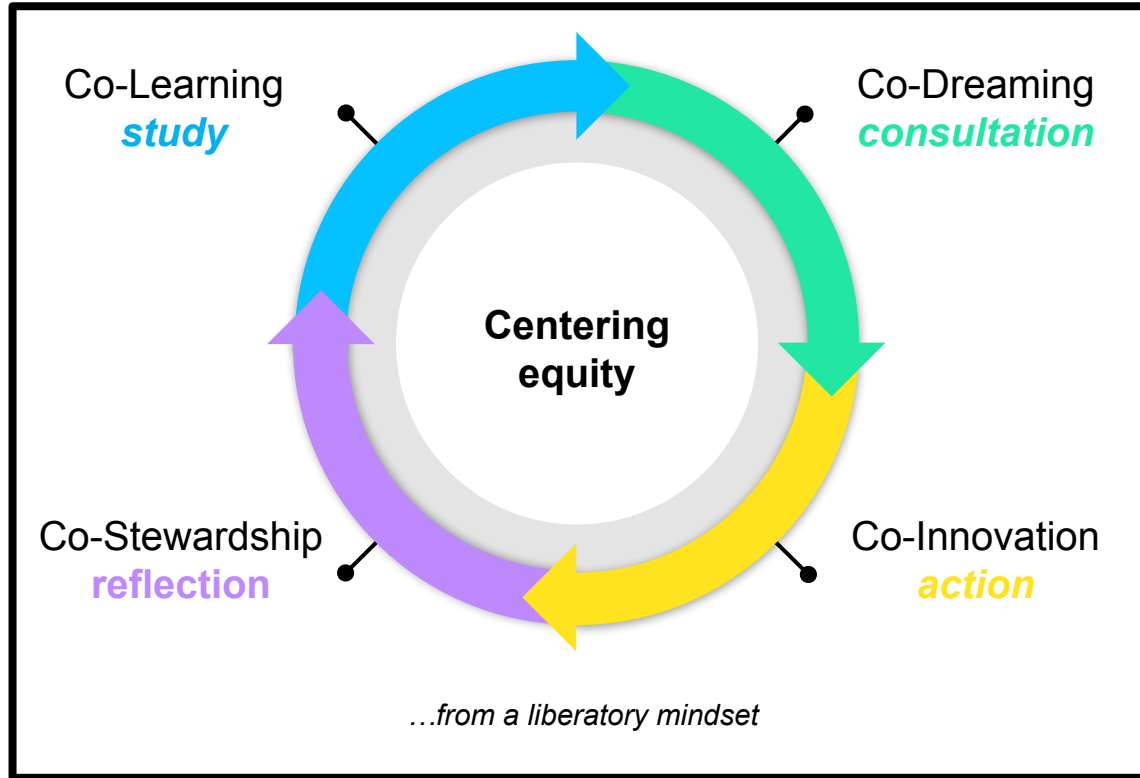 Co-Learning
study
Co-Dreaming
consultation
Centering
equity
Co-Stewardship
reflection
Co-Innovation
action
…from a liberatory mindset